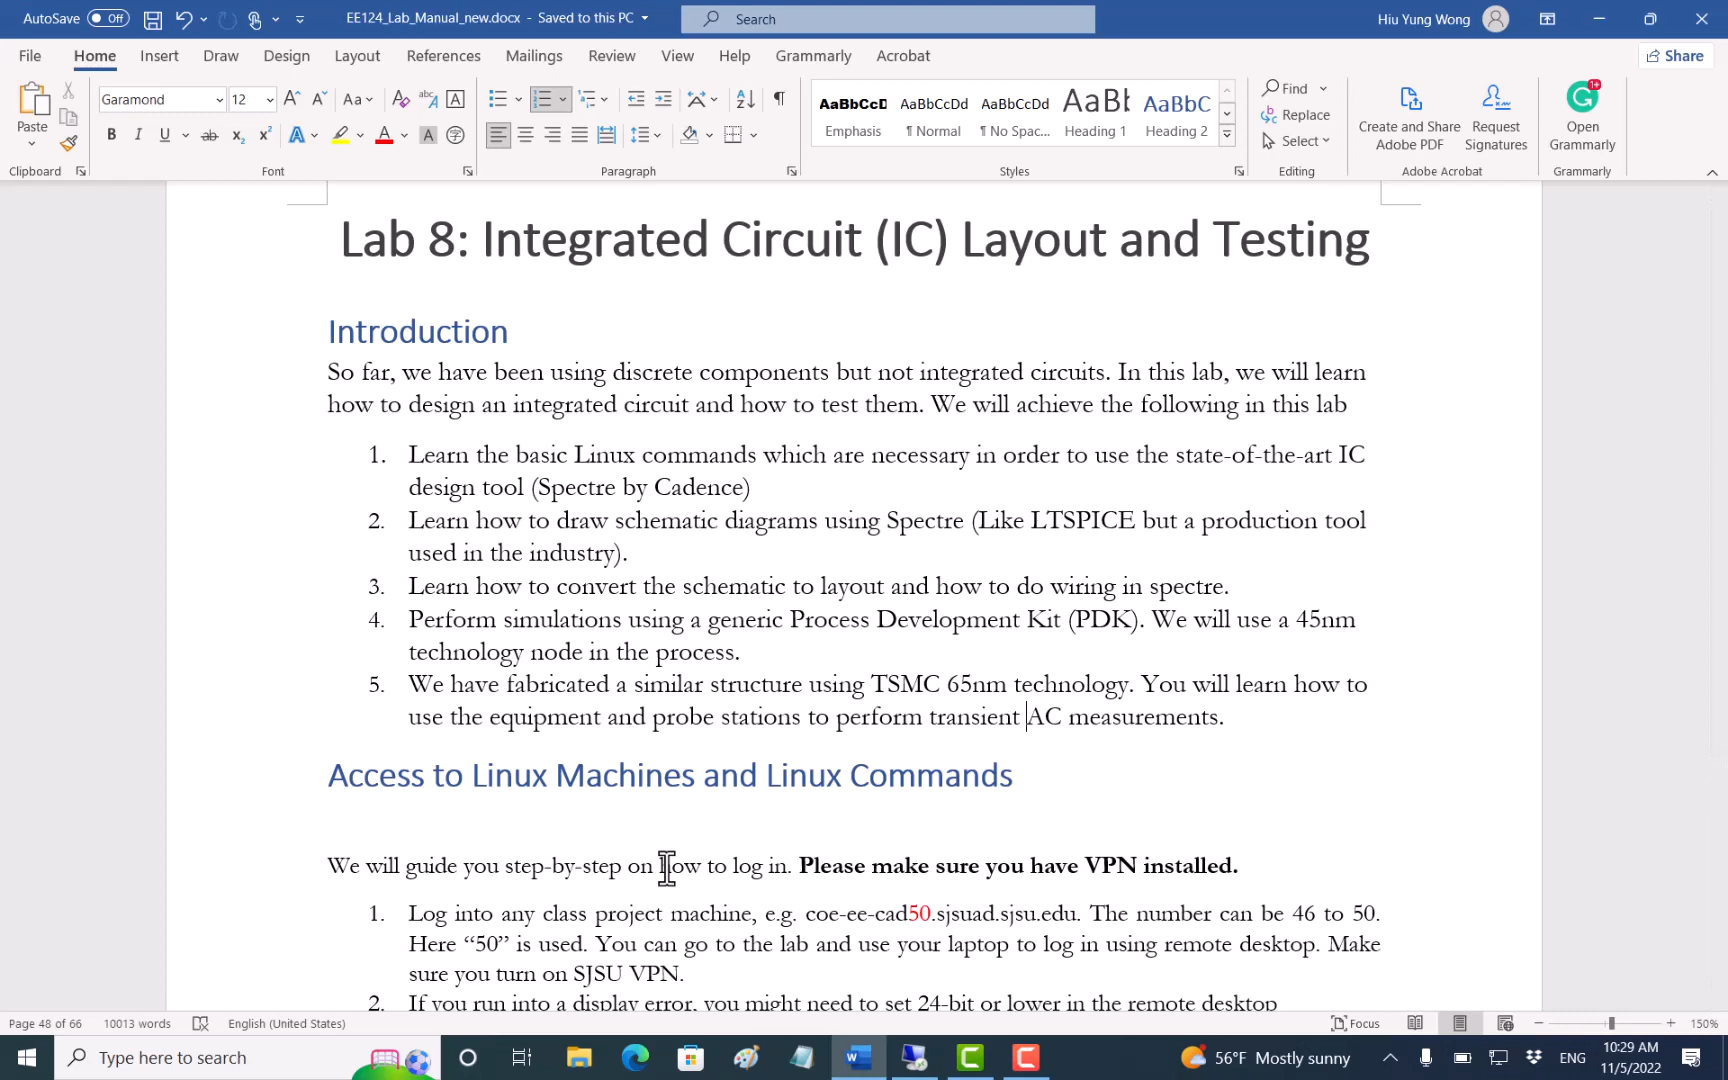 AutoSave Off EE124_Lab_Manual_new.docx - Saved to this PC Search Hiu Yung Wong
File Home Insert Draw Design Layout References Mailings Review View Help Grammarly Acrobat Share
Garamond 12
Paste
Clipboard
Font
Paragraph
AaBbCcD AaBbCcDd AaBbCcDd AaBb AaBbC
Emphasis ¶ Normal ¶ No Spac... Heading 1 Heading 2
Styles
Find
Replace
Select
Editing
Create and Share Adobe PDF
Request Signatures
Adobe Acrobat
Open Grammarly
Grammarly
Lab 8: Integrated Circuit (IC) Layout and Testing
Introduction
So far, we have been using discrete components but not integrated circuits. In this lab, we will learn
how to design an integrated circuit and how to test them. We will achieve the following in this lab
1. Learn the basic Linux commands which are necessary in order to use the state-of-the-art IC
design tool (Spectre by Cadence)
2. Learn how to draw schematic diagrams using Spectre (Like LTSPICE but a production tool
used in the industry).
3. Learn how to convert the schematic to layout and how to do wiring in spectre.
4. Perform simulations using a generic Process Development Kit (PDK). We will use a 45nm
technology node in the process.
5. We have fabricated a similar structure using TSMC 65nm technology. You will learn how to
use the equipment and probe stations to perform transient AC measurements.
Access to Linux Machines and Linux Commands
We will guide you step-by-step on how to log in. Please make sure you have VPN installed.
1. Log into any class project machine, e.g. coe-ee-cad50.sjsuad.sjsu.edu. The number can be 46 to 50.
Here “50” is used. You can go to the lab and use your laptop to log in using remote desktop. Make
sure you turn on SJSU VPN.
2. If you run into a display error, you might need to set 24-bit or lower in the remote desktop
Page 48 of 66 10013 words English (United States) Focus 150%
Type here to search 56°F Mostly sunny ENG 10:29 AM
11/5/2022